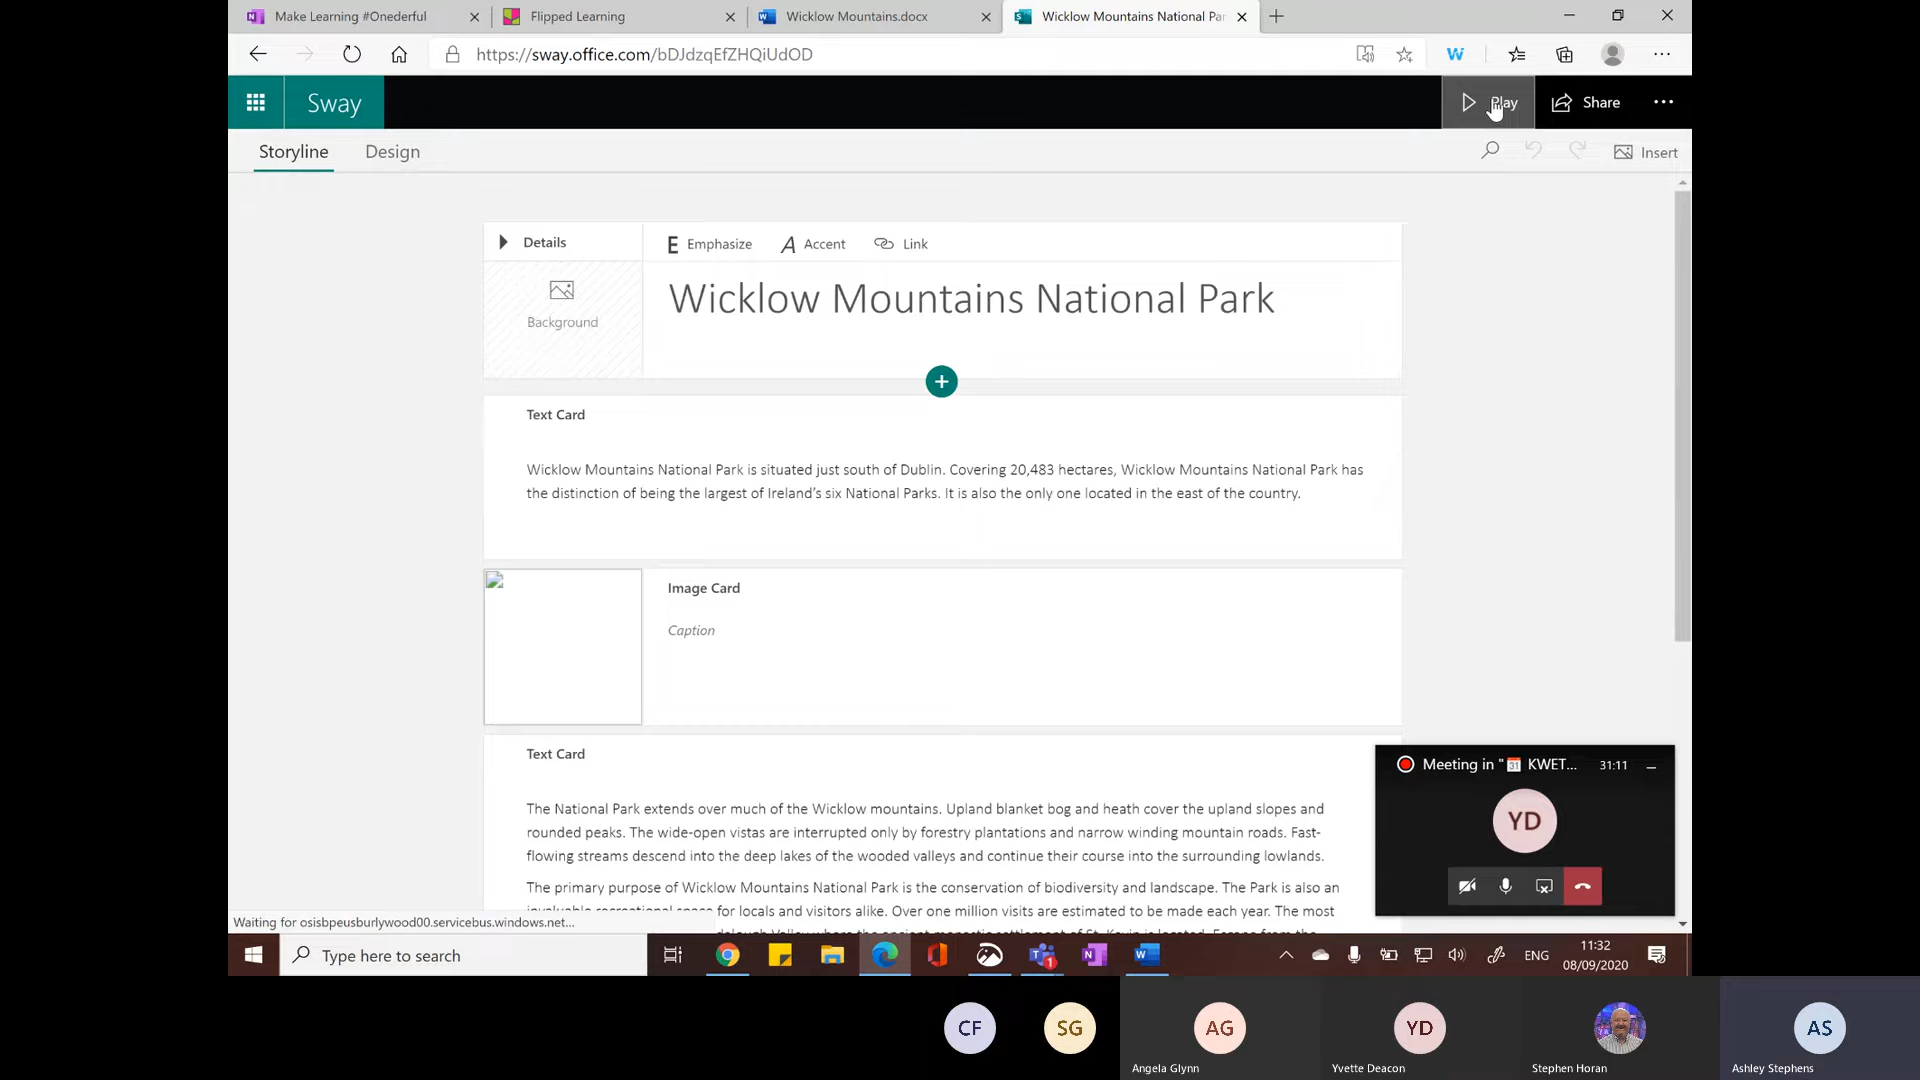 Make Learning #Onederful
Flipped Learning
Wicklow Mountains.docx
Wicklow Mountains National Par
https://sway.office.com/bDJdzqEfZHQiUdOD
W
Sway
Play
Share
Storyline
Design
Insert
Details
E Emphasize
A Accent
Link
Background
Wicklow Mountains National Park
Text Card
Wicklow Mountains National Park is situated just south of Dublin. Covering 20,483 hectares, Wicklow Mountains National Park has
the distinction of being the largest of Ireland's six National Parks. It is also the only one located in the east of the country.
Image Card
Caption
Text Card
The National Park extends over much of the Wicklow mountains. Upland blanket bog and heath cover the upland slopes and
rounded peaks. The wide-open vistas are interrupted only by forestry plantations and narrow winding mountain roads. Fast-
flowing streams descend into the deep lakes of the wooded valleys and continue their course into the surrounding lowlands.
The primary purpose of Wicklow Mountains National Park is the conservation of biodiversity and landscape. The Park is also an
invaluable recreational space for locals and visitors alike. Over one million visits are estimated to be made each year. The most
Meeting in "31 KWET...
31:11
YD
Waiting for osisbpeusburlywood00.servicebus.windows.net...
Type here to search
1
ENG
11:32
08/09/2020
CF
SG
AG
YD
AS
Angela Glynn
Yvette Deacon
Stephen Horan
Ashley Stephens